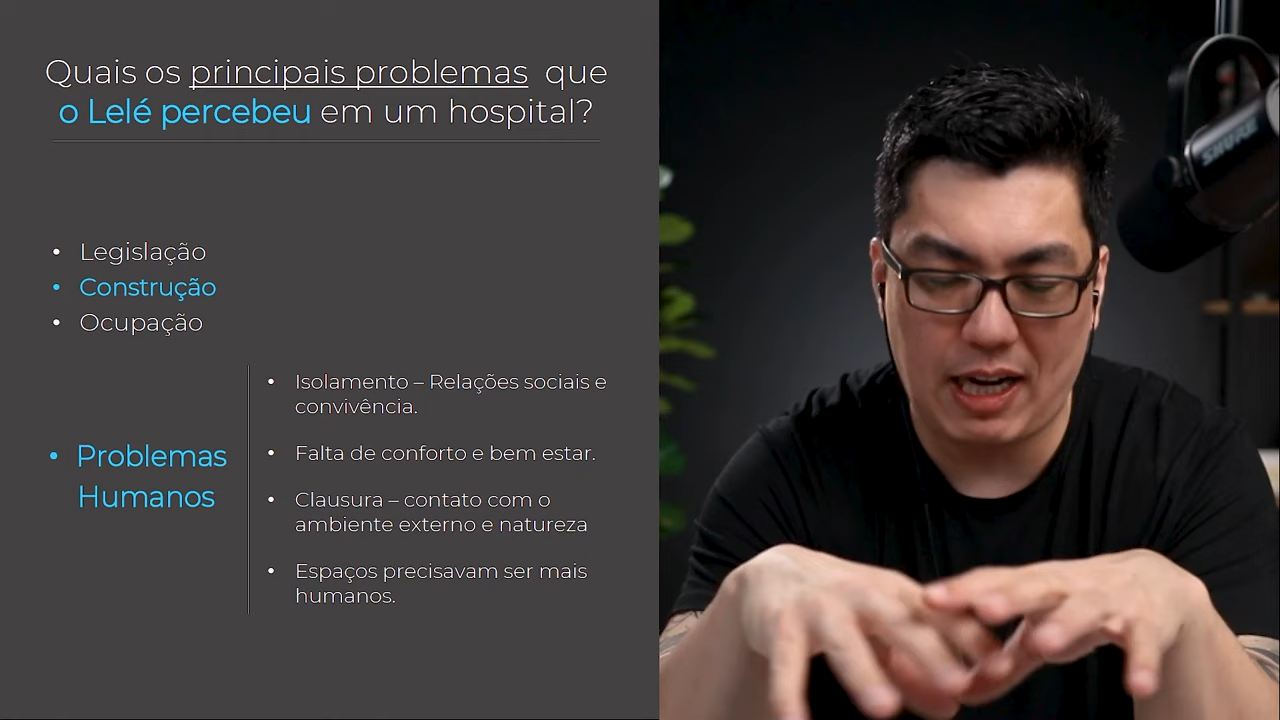 Quais os principais problemas que
o Lelé percebeu em um hospital?
• Legislação
• Construção
• Ocupação
• Problemas
Humanos
• Isolamento – Relações sociais e
convivência.
• Falta de conforto e bem estar.
• Clausura – contato com o
ambiente externo e natureza
• Espaços precisavam ser mais
humanos.
SHURE